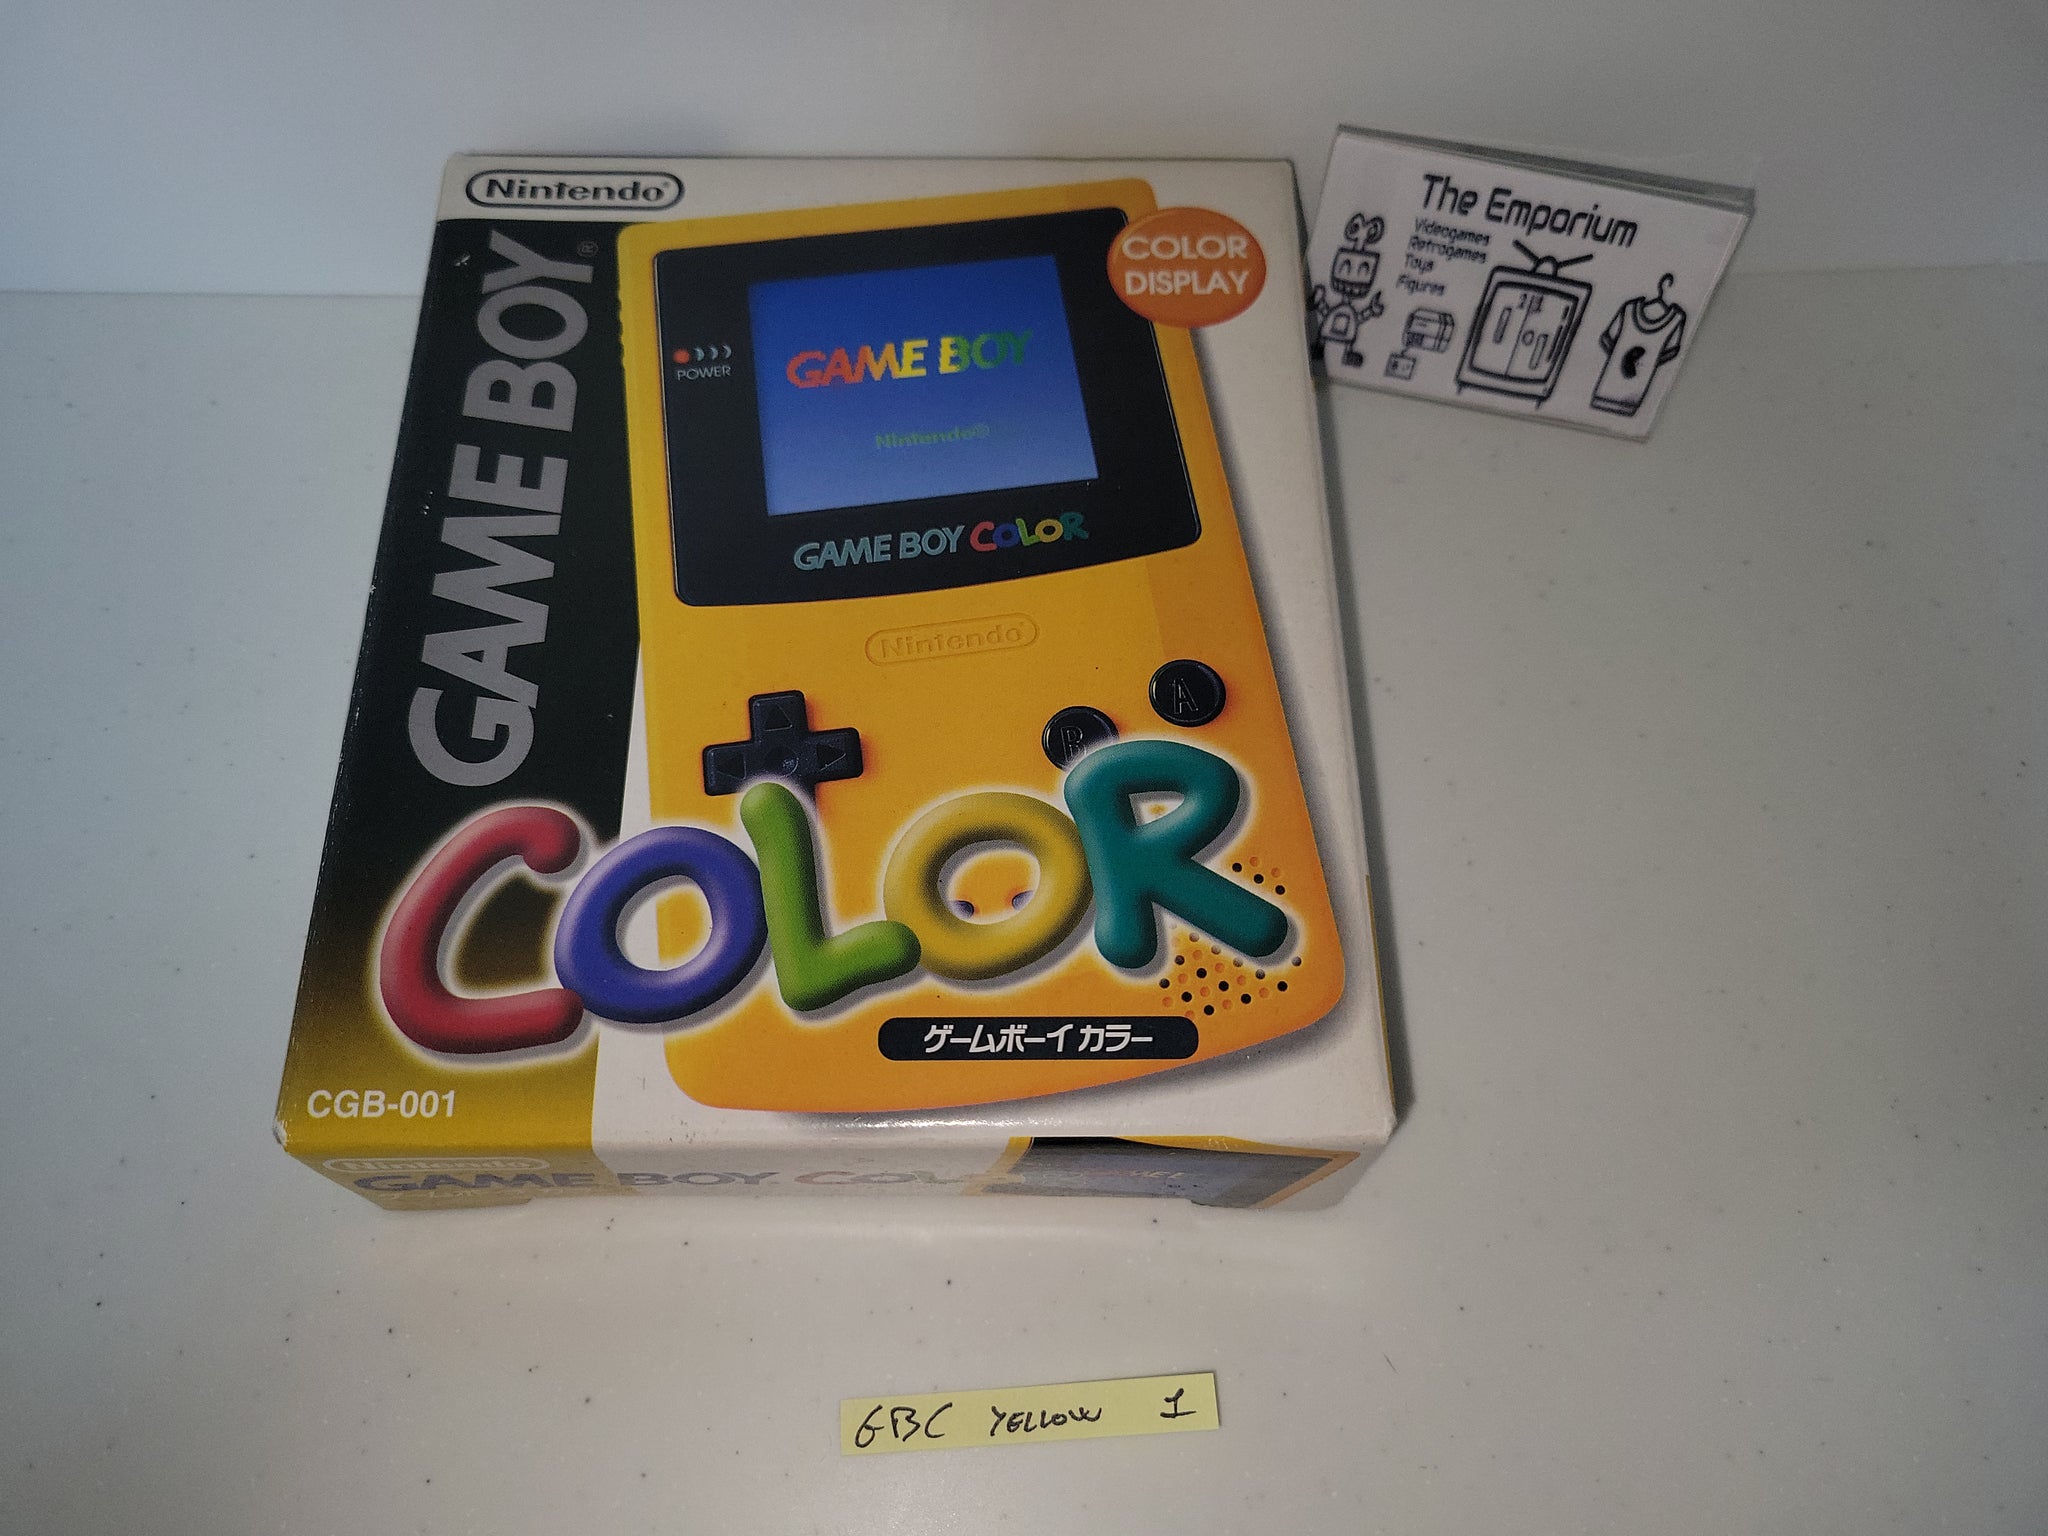 Nintendo®
GAME BOY®
COLOR
DISPLAY
POWER
GAME BOY
Nintendo®
GAME BOY COLOR
Nintendo
A
B
COLOR
ゲームボーイ カラー
CGB-001
Nintendo
GAME BOY COLOR
The Emporium
Videogames
Retrogames
Toys
Figures
GBC YELLOW 1